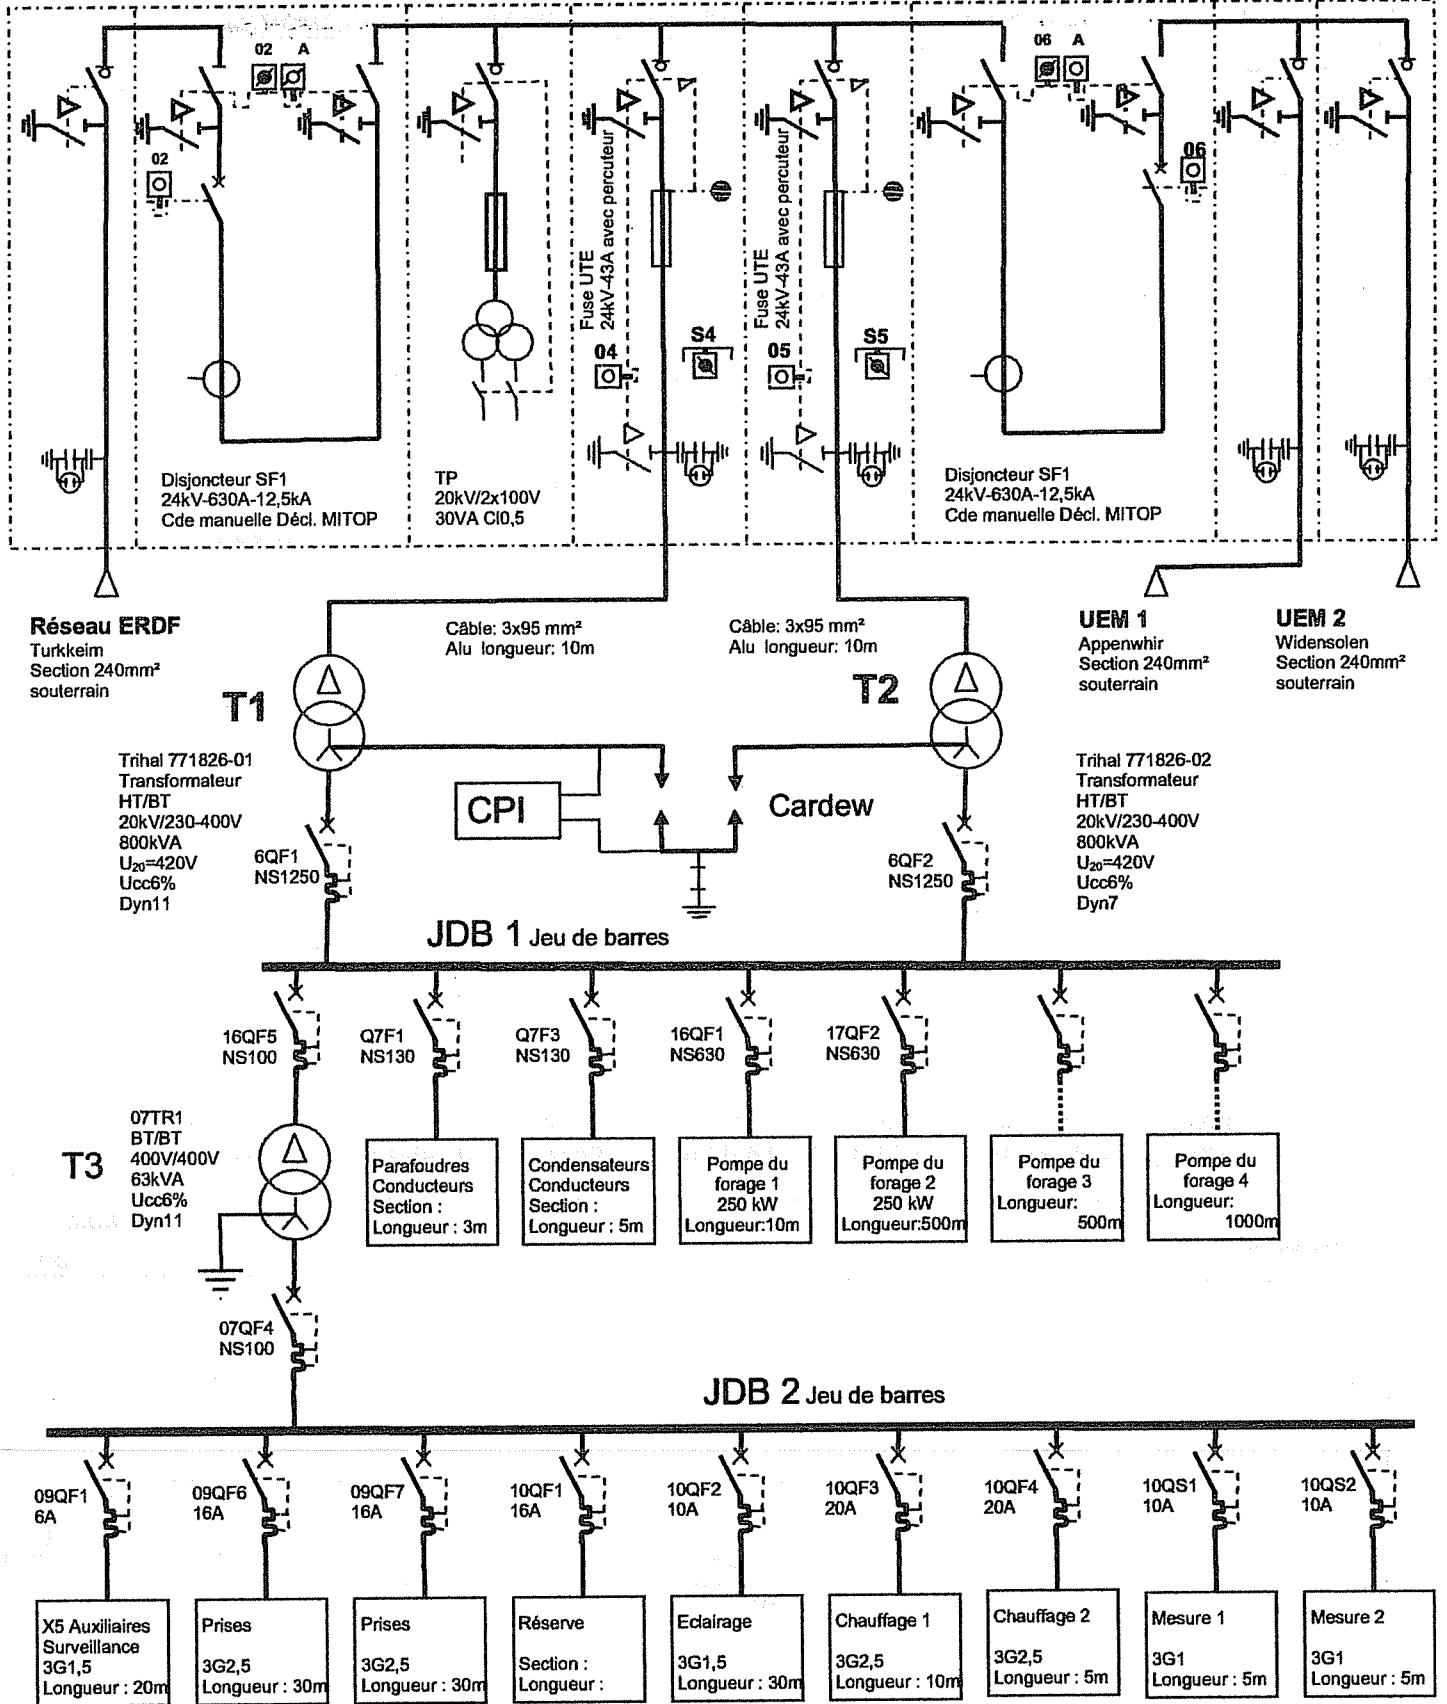 02 A
06 A
02
06
Fuse UTE
24kV-43A avec percuteur
Fuse UTE
24kV-43A avec percuteur
04
S4
05
S5
Disjoncteur SF1
24kV-630A-12,5kA
Cde manuelle Décl. MITOP
TP
20kV/2x100V
30VA Cl0,5
Disjoncteur SF1
24kV-630A-12,5kA
Cde manuelle Décl. MITOP
Réseau ERDF
Turkkeim
Section 240mm²
souterrain
Câble: 3x95 mm²
Alu longueur: 10m
Câble: 3x95 mm²
Alu longueur: 10m
UEM 1
Appenwhir
Section 240mm²
souterrain
UEM 2
Widensolen
Section 240mm²
souterrain
T1
T2
Trihal 771826-01
Transformateur
HT/BT
20kV/230-400V
800kVA
U₂₀=420V
Ucc6%
Dyn11
CPI
Cardew
Trihal 771826-02
Transformateur
HT/BT
20kV/230-400V
800kVA
U₂₀=420V
Ucc6%
Dyn7
6QF1
NS1250
6QF2
NS1250
JDB 1 Jeu de barres
16QF5
NS100
Q7F1
NS130
Q7F3
NS130
16QF1
NS630
17QF2
NS630
T3
07TR1
BT/BT
400V/400V
63kVA
Ucc6%
Dyn11
Parafoudres
Conducteurs
Section :
Longueur : 3m
Condensateurs
Conducteurs
Section :
Longueur : 5m
Pompe du
forage 1
250 kW
Longueur:10m
Pompe du
forage 2
250 kW
Longueur:500m
Pompe du
forage 3
Longueur:
500m
Pompe du
forage 4
Longueur:
1000m
07QF4
NS100
JDB 2 Jeu de barres
09QF1
6A
09QF6
16A
09QF7
16A
10QF1
16A
10QF2
10A
10QF3
20A
10QF4
20A
10QS1
10A
10QS2
10A
X5 Auxiliaires
Surveillance
3G1,5
Longueur : 20m
Prises
3G2,5
Longueur : 30m
Prises
3G2,5
Longueur : 30m
Réserve
Section :
Longueur :
Eclairage
3G1,5
Longueur : 30m
Chauffage 1
3G2,5
Longueur : 10m
Chauffage 2
3G2,5
Longueur : 5m
Mesure 1
3G1
Longueur : 5m
Mesure 2
3G1
Longueur : 5m